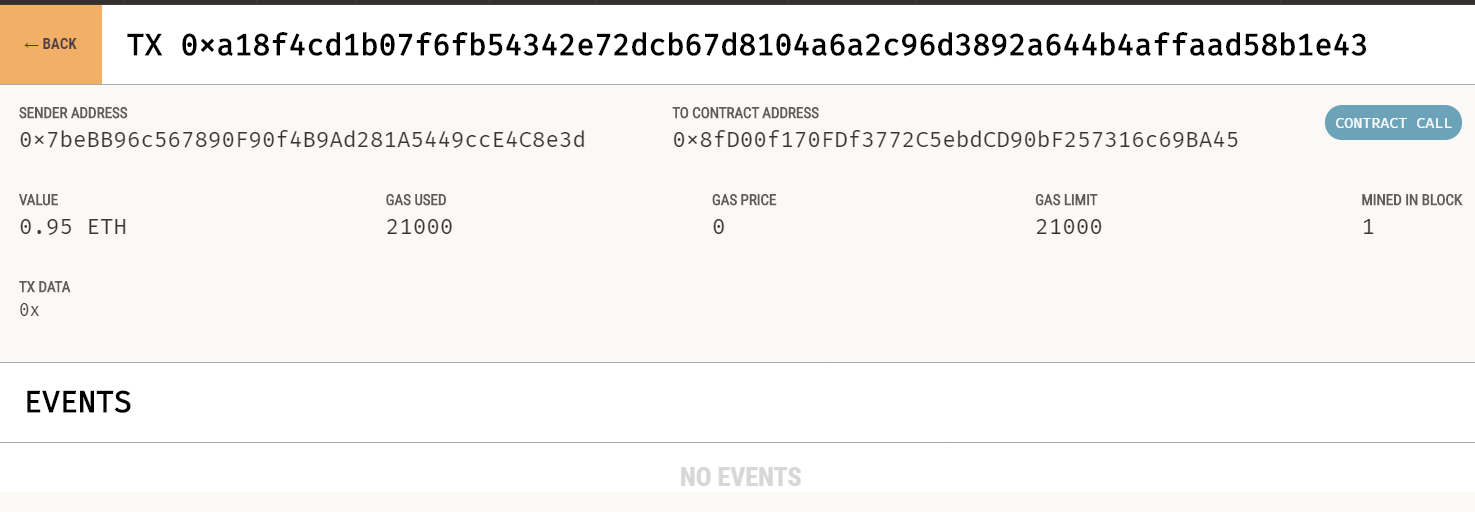 ← BACK
TX 0×a18f4cd1b07f6fb54342e72dcb67d8104a6a2c96d3892a644b4affaad58b1e43
SENDER ADDRESS
0×7beBB96c567890F90f4B9Ad281A5449ccE4C8e3d
TO CONTRACT ADDRESS
0×8fD00f170FDf3772C5ebdCD90bF257316c69BA45
CONTRACT CALL
VALUE
0.95 ETH
GAS USED
21000
GAS PRICE
0
GAS LIMIT
21000
MINED IN BLOCK
1
TX DATA
0x
EVENTS
NO EVENTS